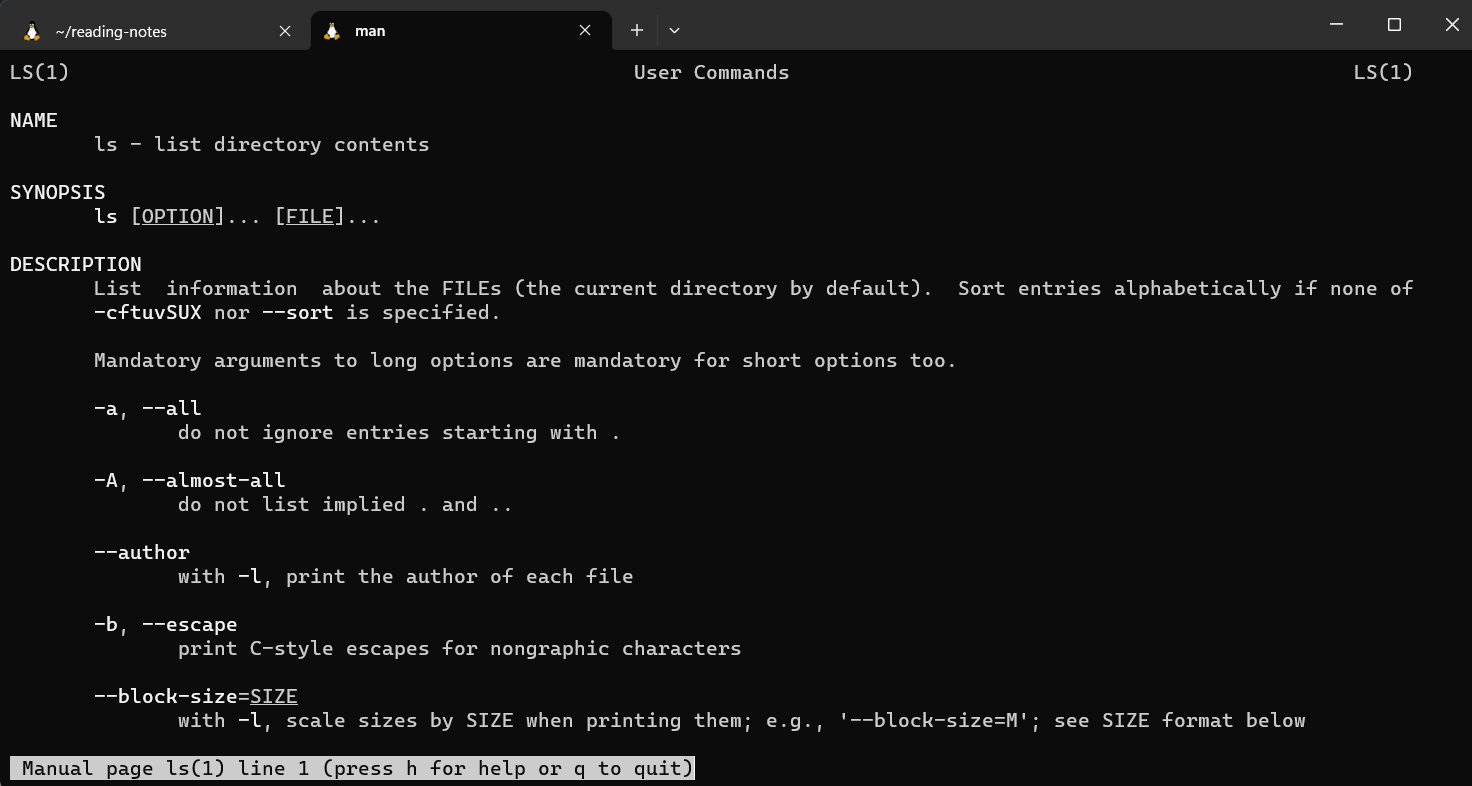 ~/reading-notes
man
LS(1) User Commands LS(1)
NAME
ls - list directory contents
SYNOPSIS
ls [OPTION]... [FILE]...
DESCRIPTION
List  information  about the FILEs (the current directory by default).  Sort entries alphabetically if none of
-cftuvSUX nor --sort is specified.
Mandatory arguments to long options are mandatory for short options too.
-a, --all
do not ignore entries starting with .
-A, --almost-all
do not list implied . and ..
--author
with -l, print the author of each file
-b, --escape
print C-style escapes for nongraphic characters
--block-size=SIZE
with -l, scale sizes by SIZE when printing them; e.g., '--block-size=M'; see SIZE format below
Manual page ls(1) line 1 (press h for help or q to quit)